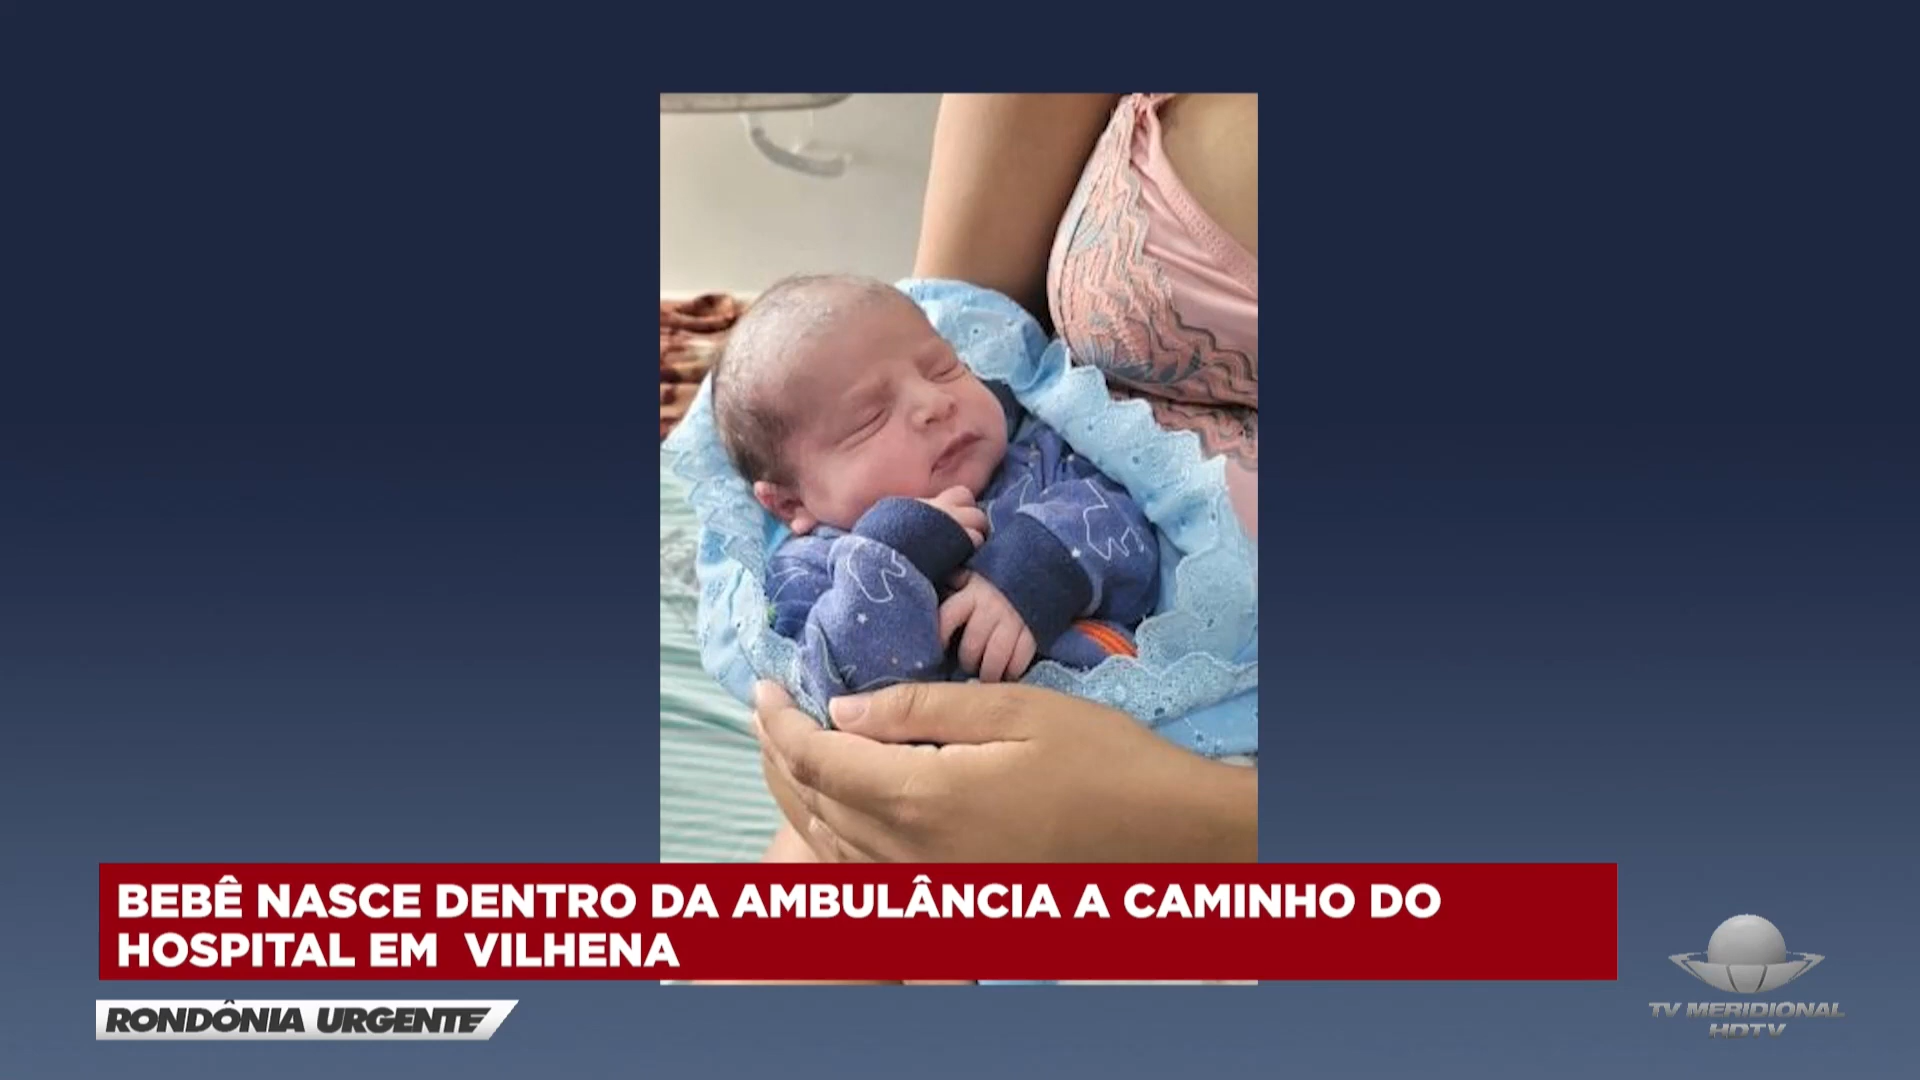 BEBÊ NASCE DENTRO DA AMBULÂNCIA A CAMINHO DO
HOSPITAL EM VILHENA
RONDÔNIA URGENTE
TV MERIDIONAL
HDTV